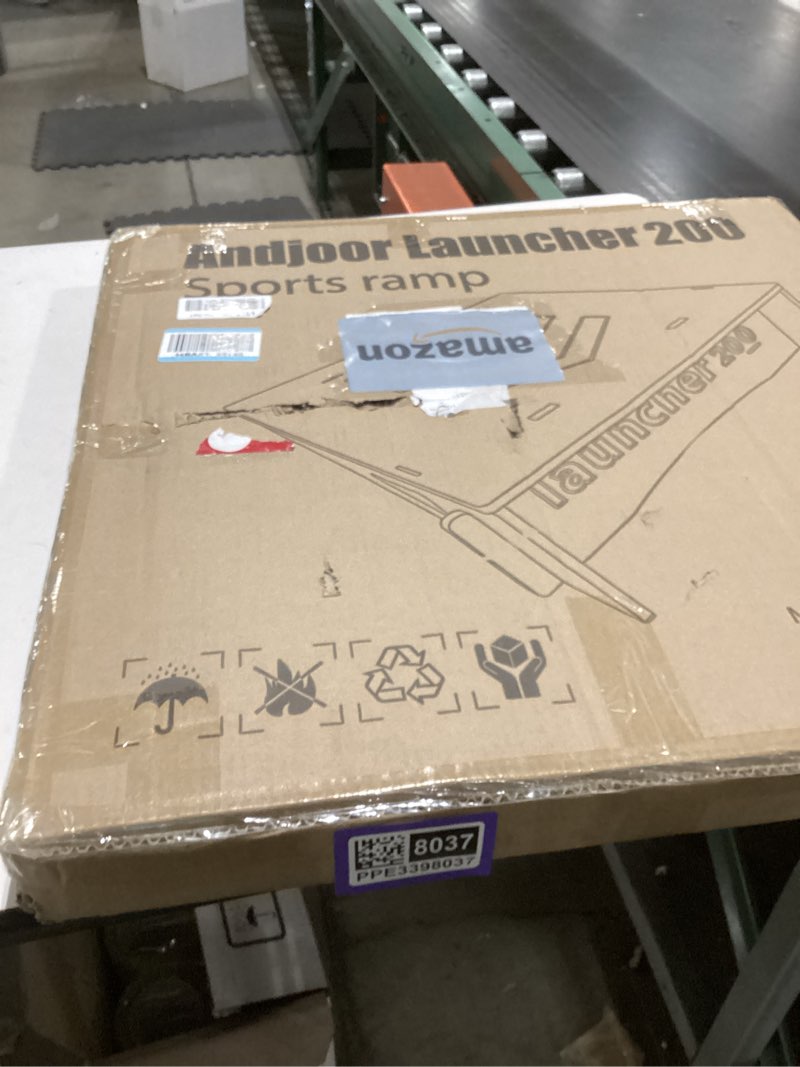 Andjoor Launcher 200
Sports ramp
amazon
launcher 200
8037
PPE3398037